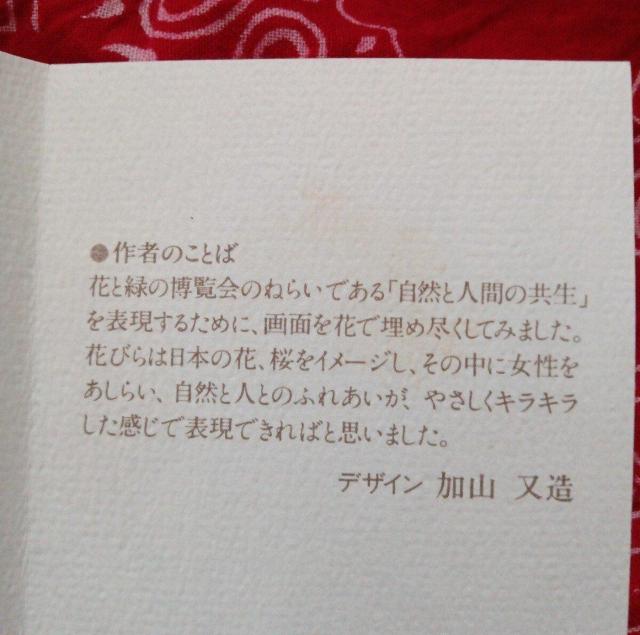 ●作者のことば
花と緑の博覧会のねらいである「自然と人間の共生」
を表現するために、画面を花で埋め尽くしてみました。
花びらは日本の花、桜をイメージし、その中に女性を
あしらい、自然と人とのふれあいが、やさしくキラキラ
した感じで表現できればと思いました。
デザイン 加山 又造